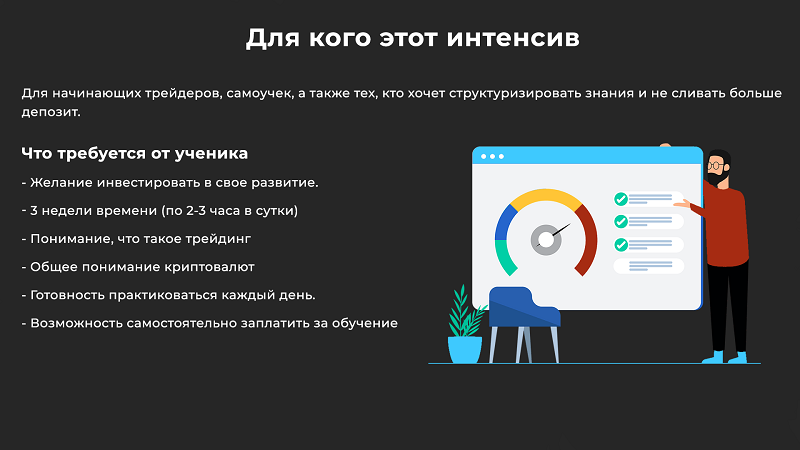 Для кого этот интенсив
Для начинающих трейдеров, самоучек, а также тех, кто хочет структуризировать знания и не сливать больше
депозит.
Что требуется от ученика
- Желание инвестировать в свое развитие.
- 3 недели времени (по 2-3 часа в сутки)
- Понимание, что такое трейдинг
- Общее понимание криптовалют
- Готовность практиковаться каждый день.
- Возможность самостоятельно заплатить за обучение